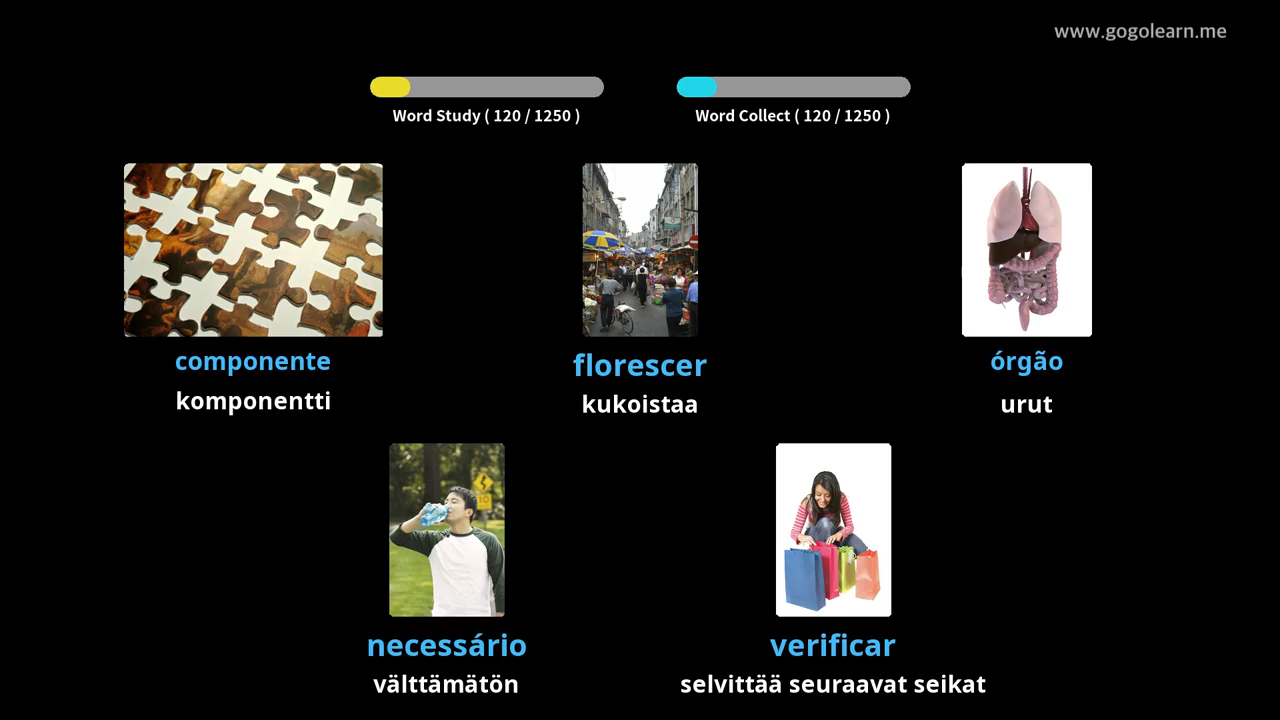 www.gogolearn.me
Word Study ( 120 / 1250 )
Word Collect ( 120 / 1250 )
componente
florescer
órgão
komponentti
kukoistaa
urut
necessário
verificar
välttämätön
selvittää seuraavat seikat